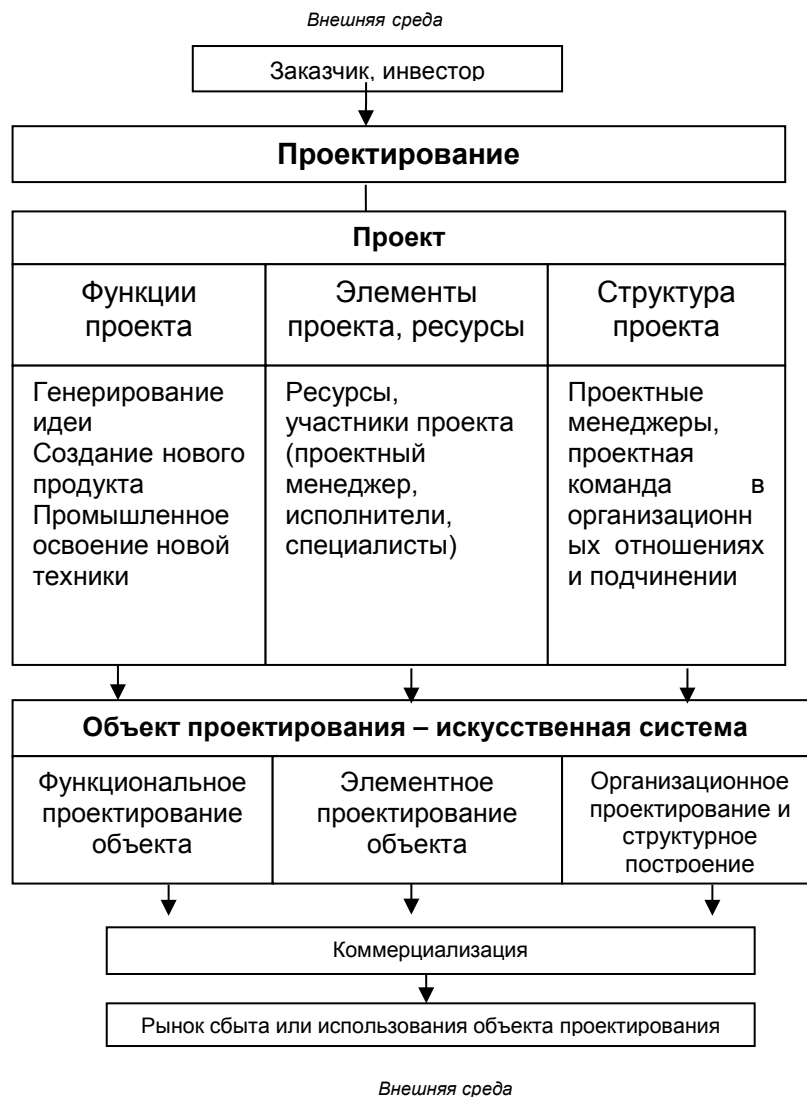 Внешняя среда
Заказчик, инвестор
Проектирование
Проект
Функции
проекта
Элементы
проекта, ресурсы
Структура
проекта
Генерирование
идеи
Создание нового
продукта
Промышленное
освоение новой
техники
Ресурсы,
участники проекта
(проектный
менеджер,
исполнители,
специалисты)
Проектные
менеджеры,
проектная
команда в
организационн
ых отношениях
и подчинении
Объект проектирования – искусственная система
Функциональное
проектирование
объекта
Элементное
проектирование
объекта
Организационное
проектирование и
структурное
построение
Коммерциализация
Рынок сбыта или использования объекта проектирования
Внешняя среда